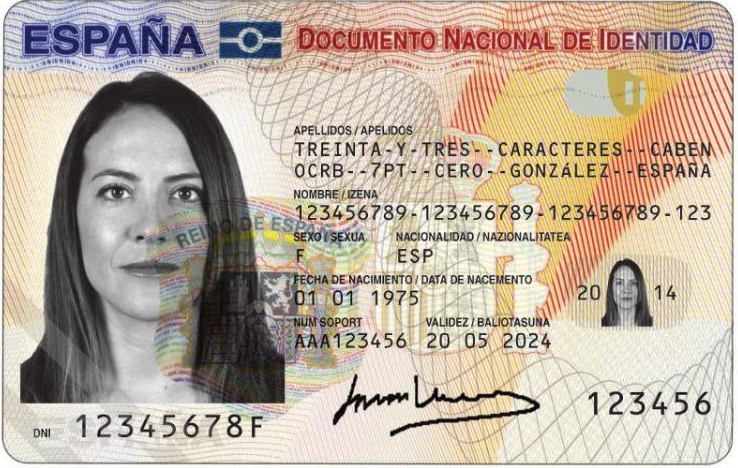 ESPAÑA DOCUMENTO NACIONAL DE IDENTIDAD
APELLIDOS / APELIDOS
TREINTA-Y-TRES--CARACTERES--CABEN
OCRB--7PT--CERO--GONZÁLEZ--ESPAÑA
NOMBRE / IZENA
123456789-123456789-123456789-123
SEXO / SEXUA NACIONALIDAD / NAZIONALITATEA
F ESP
REINO DE ESPAÑA
FECHA DE NACIMIENTO / DATA DE NACEMENTO
01 01 1975
20 14
NUM SOPORT VALIDEZ / BALIOTASUNA
AAA123456 20 05 2024
123456
DNI 12345678F